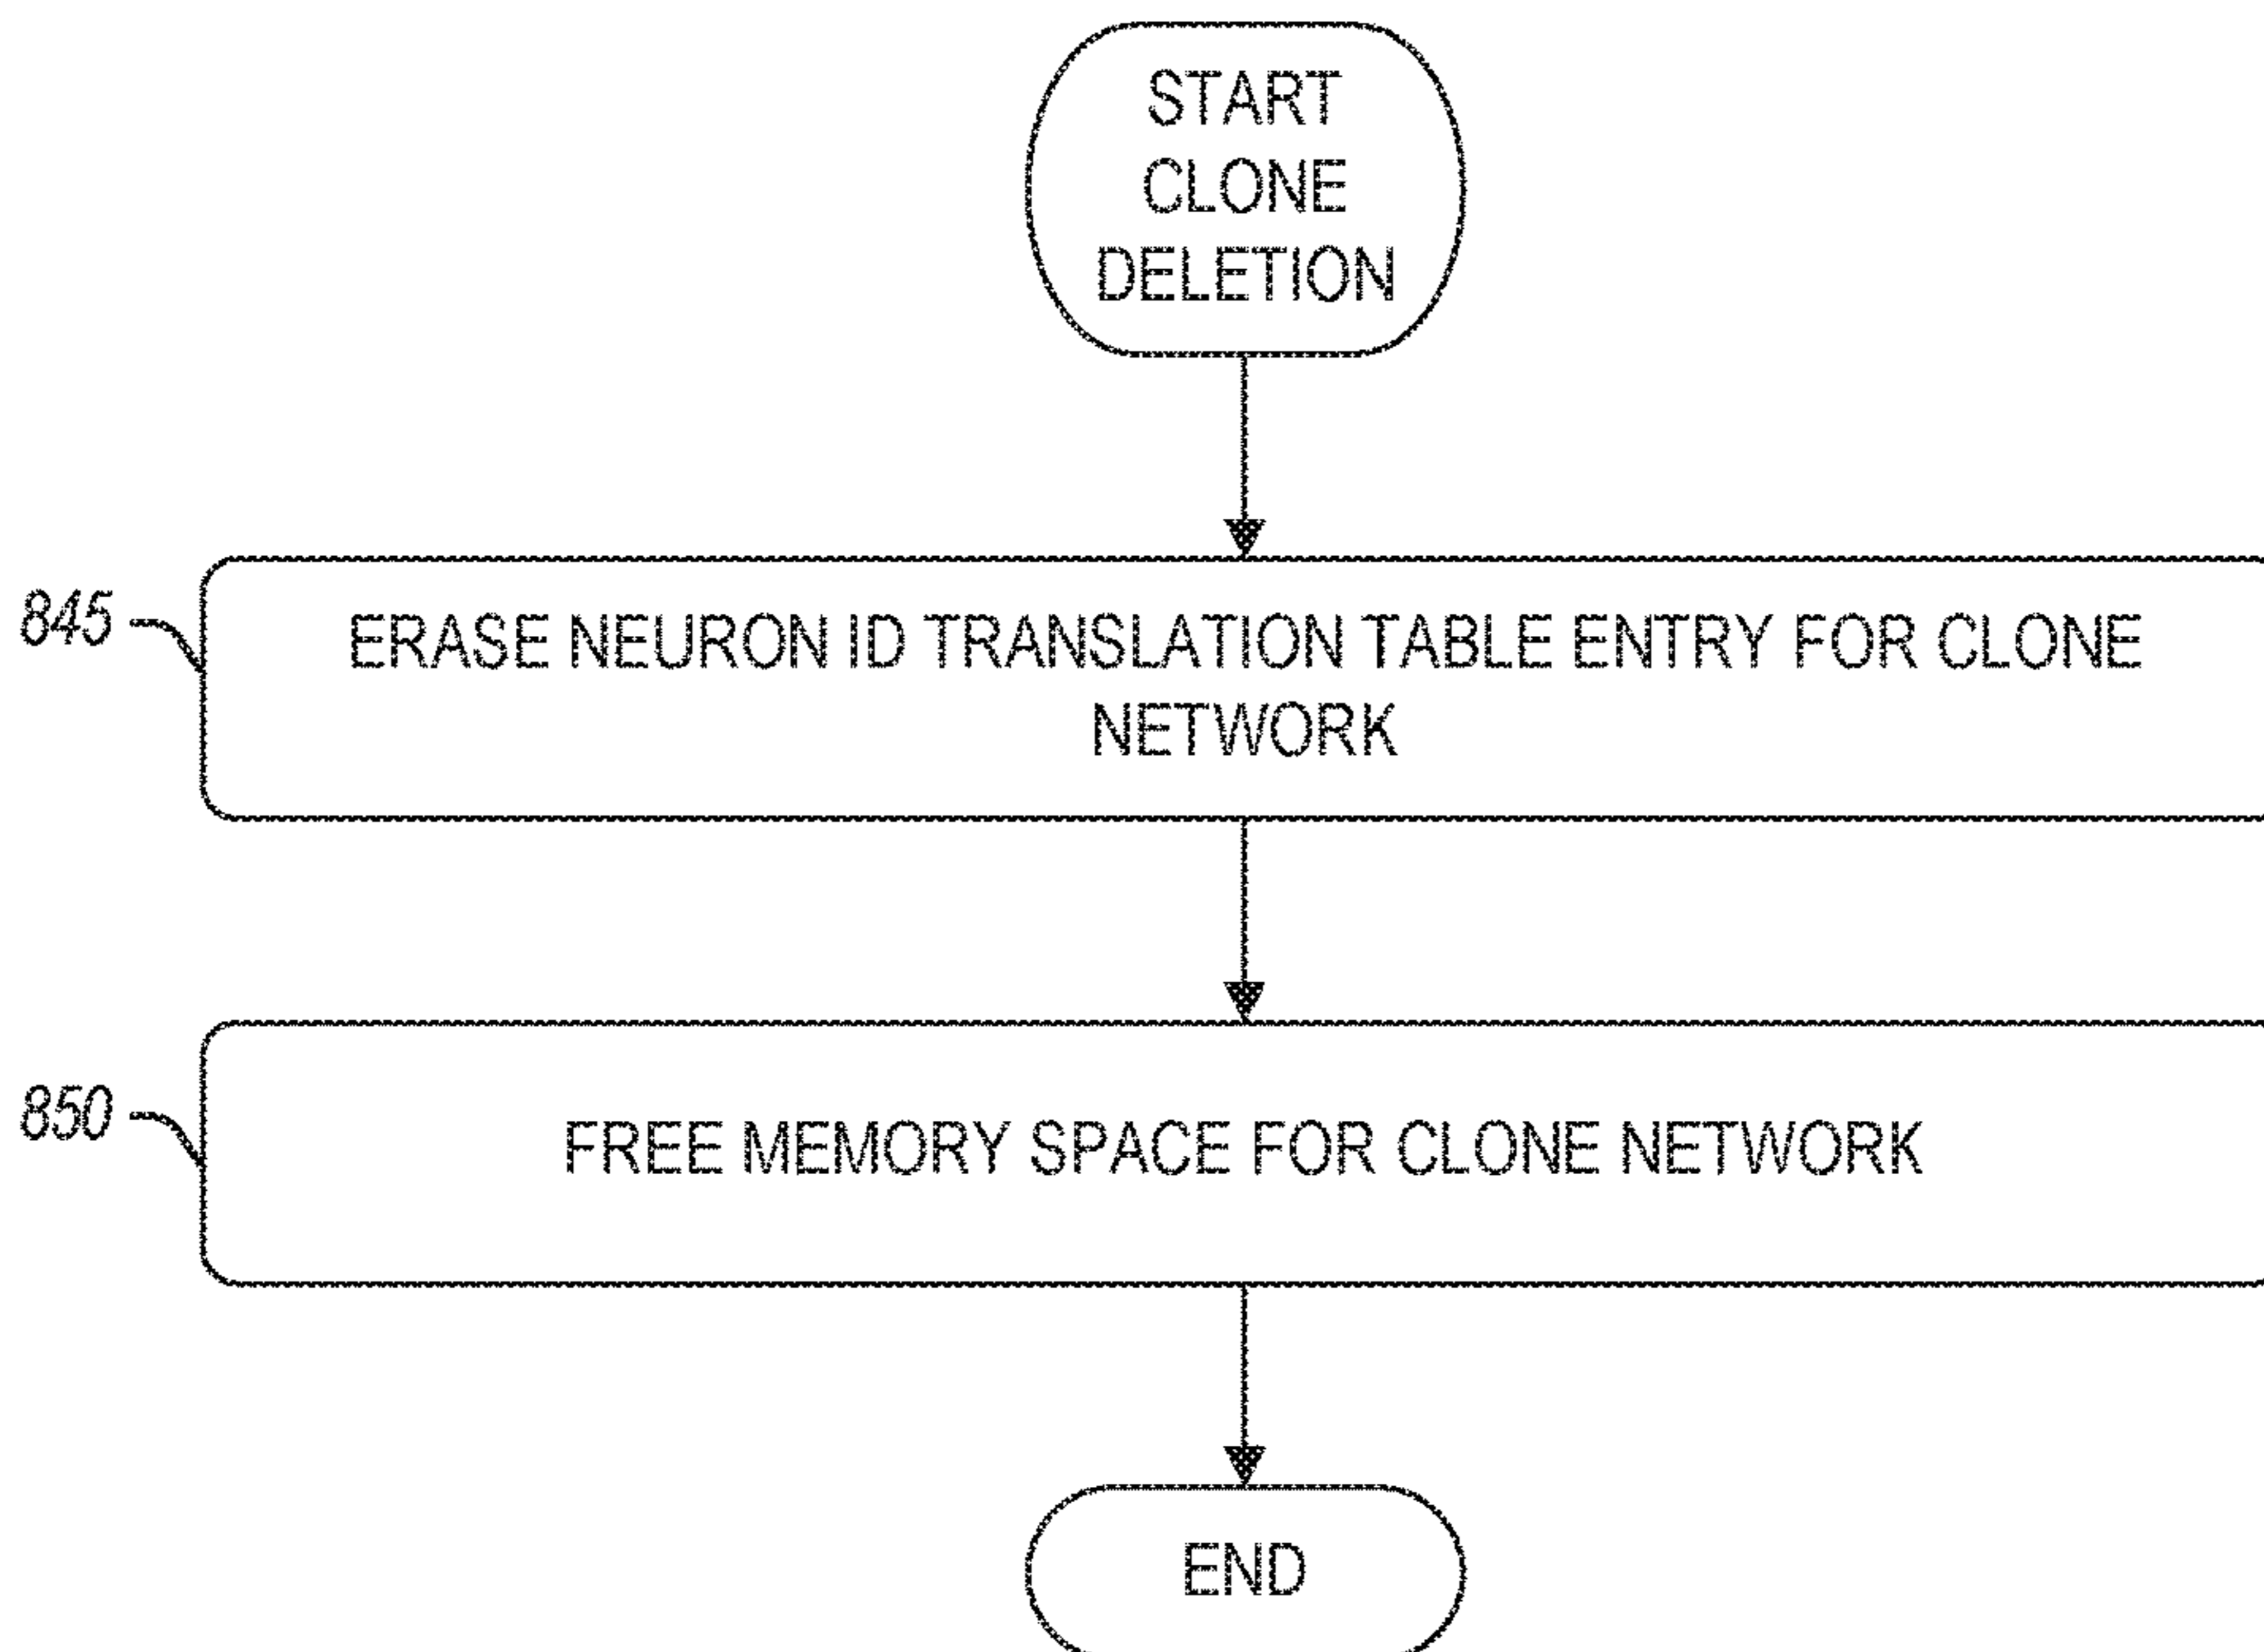 START
CLONE
DELETION
845
ERASE NEURON ID TRANSLATION TABLE ENTRY FOR CLONE
NETWORK
850
FREE MEMORY SPACE FOR CLONE NETWORK
END